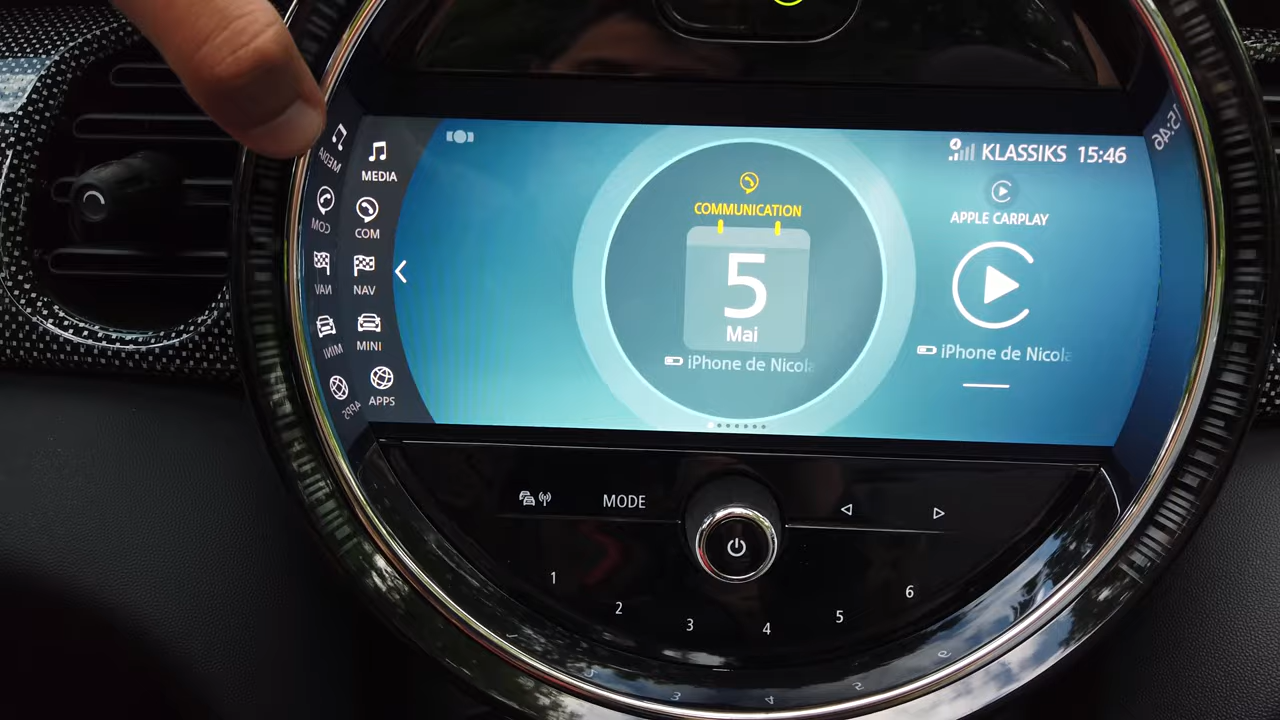 KLASSIKS 15:46
MEDIA
COM
NAV
MINI
APPS
COMMUNICATION
5
Mai
iPhone de Nicola
APPLE CARPLAY
iPhone de Nicola
MODE
1
2
3
4
5
6